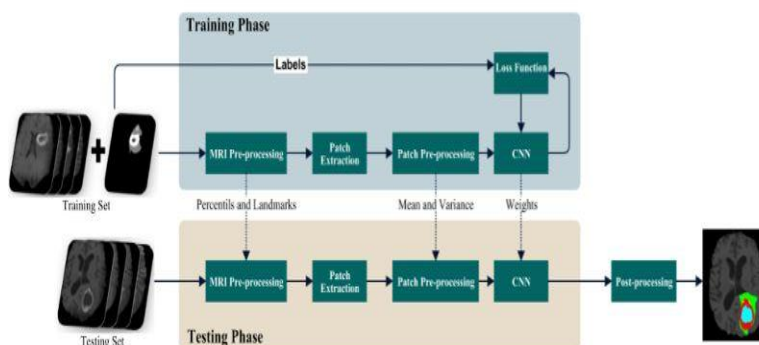 Training Phase
Labels
Loss Function
MRI Pre-processing
Patch
Extraction
Patch Pre-processing
CNN
Training Set
Percentils and Landmarks
Mean and Variance
Weights
MRI Pre-processing
Patch
Extraction
Patch Pre-processing
CNN
Post-processing
Testing Set
Testing Phase